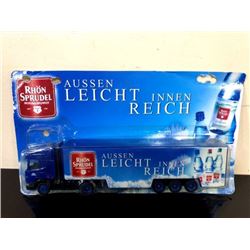 RHÖN
SPRUDEL
AUSSEN
LEICHT INNEN
REICH
RHÖN
SPRUDEL
AUSSEN
LEICHT INNEN
REICH